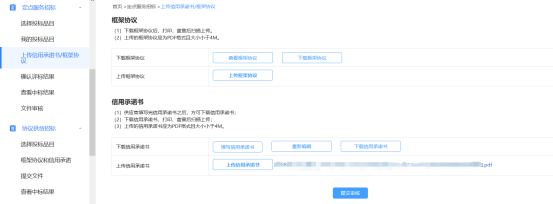 定点服务招标
选择投标品目
我的投标品目
上传信用承诺书/框架协议
确认评标结果
查看中标结果
文件审核
协议供货招标
选择投标品目
框架协议和信用承诺
提交文件
查看中标结果
首页 > 定点服务招标 > 上传信用承诺书/框架协议
框架协议
(1) 下载框架协议后，打印、盖章后扫描上传。
(2) 上传的框架协议应为PDF格式且大小小于4M。
下载框架协议
查看框架协议
下载框架协议
上传框架协议
上传框架协议
信用承诺书
(1) 供应商填写完信用承诺书之后，方可下载信用承诺书；
(2) 下载信用承诺书、打印、盖章后扫描上传；
(3) 上传的信用承诺书应为PDF格式且大小小于4M。
下载信用承诺书
填写信用承诺书
重新编辑
下载信用承诺书
上传信用承诺书
上传信用承诺书
.pdf
提交审核